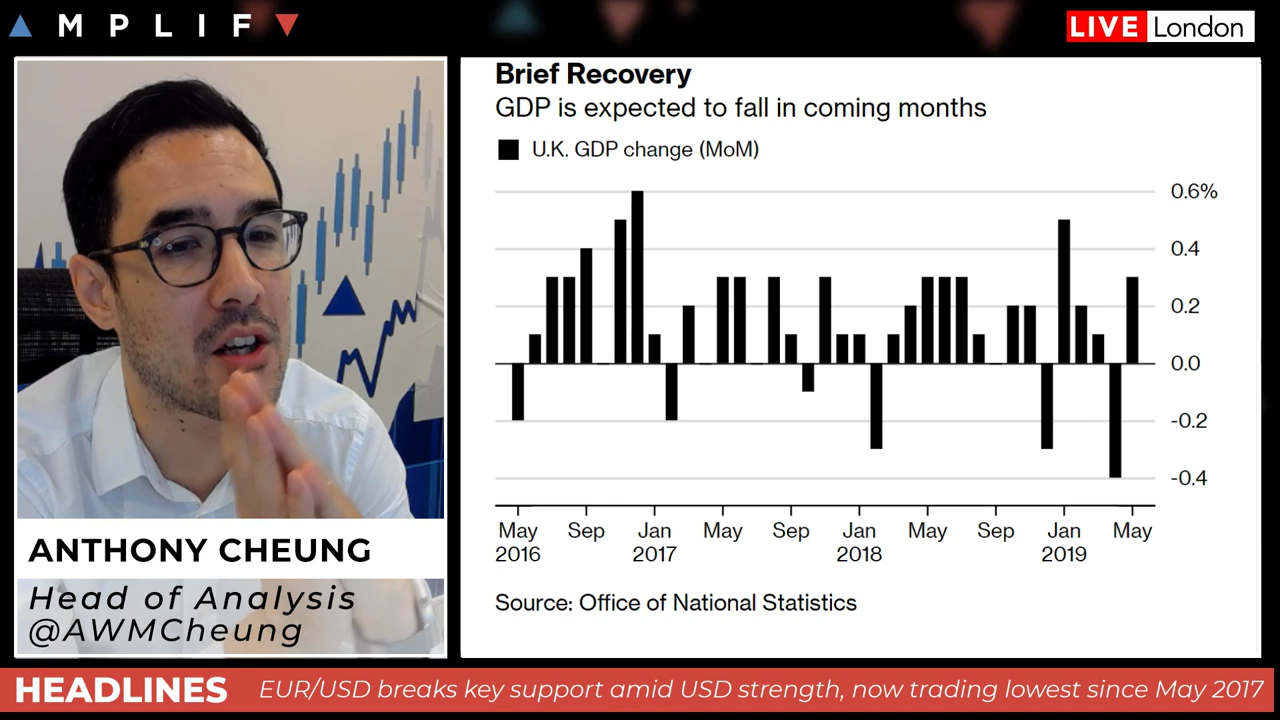 ▲ M P L I F ▼
LIVE London
Brief Recovery
GDP is expected to fall in coming months
U.K. GDP change (MoM)
0.6%
0.4
0.2
0.0
-0.2
-0.4
May Sep Jan May Sep Jan May Sep Jan May
2016 2017 2018 2019
Source: Office of National Statistics
ANTHONY CHEUNG
Head of Analysis
@AWMCheung
HEADLINES EUR/USD breaks key support amid USD strength, now trading lowest since May 2017